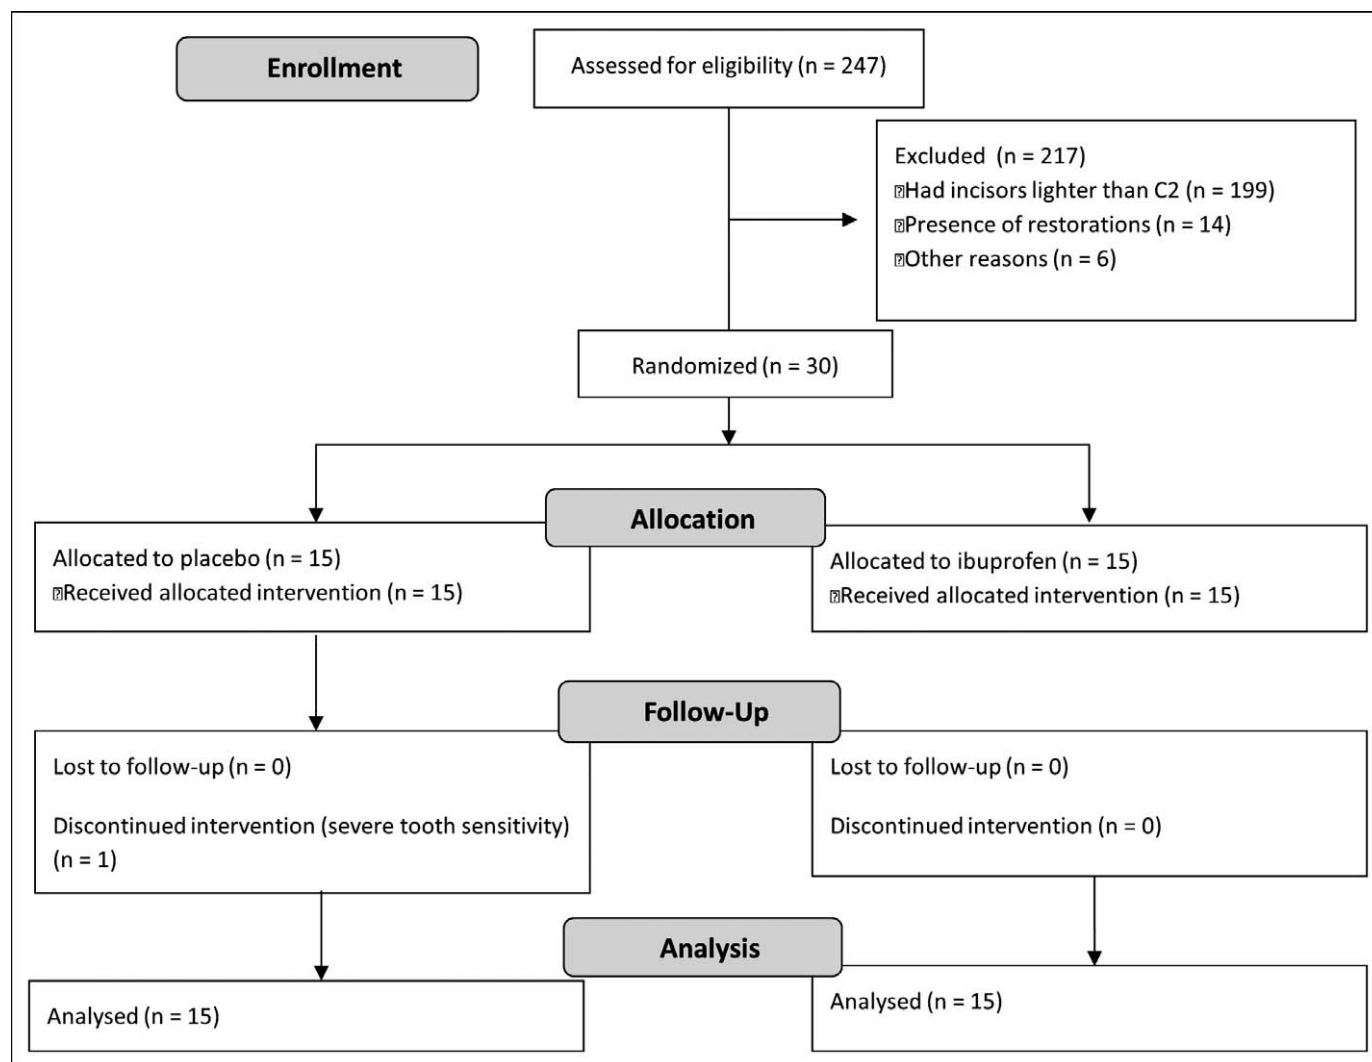 Enrollment
Assessed for eligibility (n = 247)
Excluded (n = 217)
⍰Had incisors lighter than C2 (n = 199)
⍰Presence of restorations (n = 14)
⍰Other reasons (n = 6)
Randomized (n = 30)
Allocation
Allocated to placebo (n = 15)
⍰Received allocated intervention (n = 15)
Allocated to ibuprofen (n = 15)
⍰Received allocated intervention (n = 15)
Follow-Up
Lost to follow-up (n = 0)
Discontinued intervention (severe tooth sensitivity)
(n = 1)
Lost to follow-up (n = 0)
Discontinued intervention (n = 0)
Analysis
Analysed (n = 15)
Analysed (n = 15)